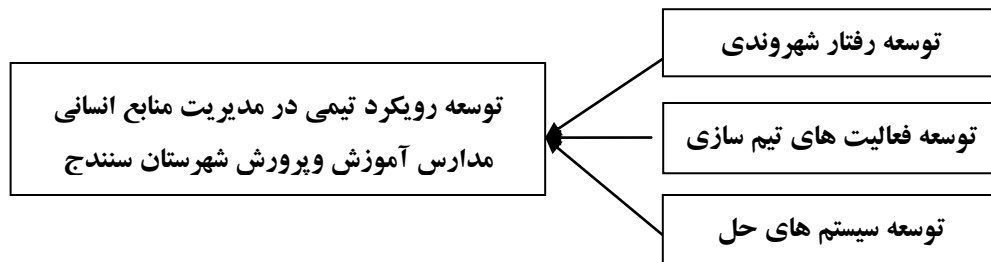 توسعه رفتار شهروندی
توسعه رویکرد تیمی در مدیریت منابع انسانی
مدارس آموزش وپرورش شهرستان سنندج
توسعه فعالیت های تیم سازی
توسعه سیستم های حل